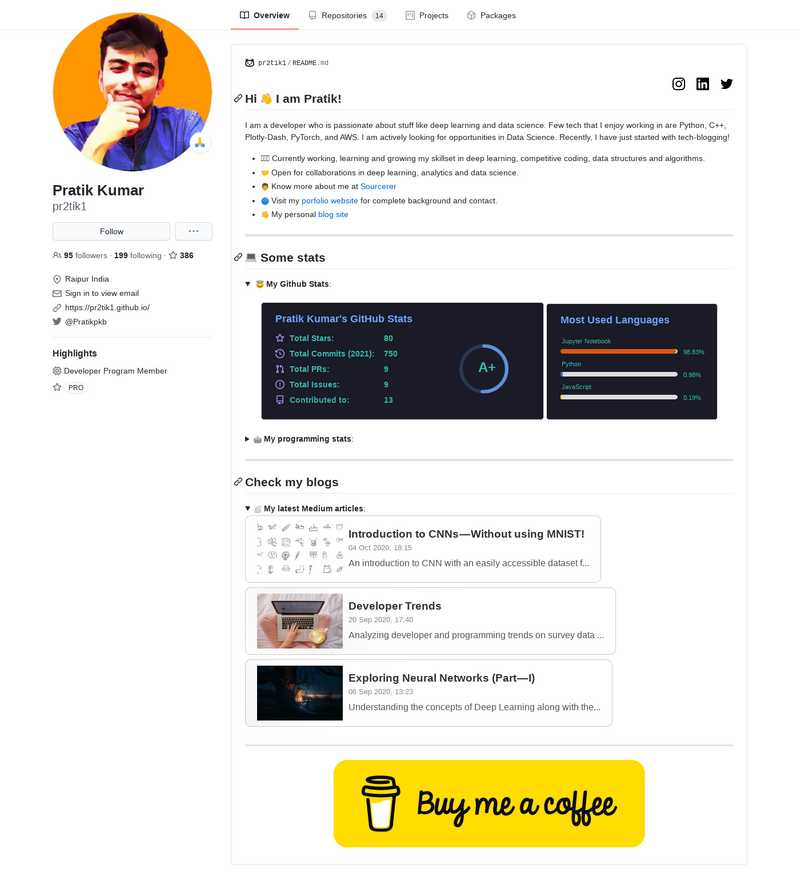 Overview
Repositories 14
Projects
Packages
Pratik Kumar
pr2tik1
Follow
...
95 followers · 199 following · 386
Raipur India
Sign in to view email
https://pr2tik1.github.io/
@Pratikpkb
Highlights
Developer Program Member
PRO
pr2tik1/README.md
Hi 👋 I am Pratik!
I am a developer who is passionate about stuff like deep learning and data science. Few tech that I enjoy working in are Python, C++,
Plotly-Dash, PyTorch, and AWS. I am actively looking for opportunities in Data Science. Recently, I have just started with tech-blogging!
Currently working, learning and growing my skillset in deep learning, competitive coding, data structures and algorithms.
Open for collaborations in deep learning, analytics and data science.
Know more about me at Sourcerer
Visit my porfolio website for complete background and contact.
My personal blog site
Some stats
My Github Stats:
Pratik Kumar's GitHub Stats
Total Stars: 80
Total Commits (2021): 750
Total PRs: 9
Total Issues: 9
Contributed to: 13
A+
Most Used Languages
Jupyter Notebook
98.83%
Python
0.98%
JavaScript
0.19%
My programming stats:
Check my blogs
My latest Medium articles:
Introduction to CNNs—Without using MNIST!
04 Oct 2020, 18:15
An introduction to CNN with an easily accessible dataset f...
Developer Trends
20 Sep 2020, 17:40
Analyzing developer and programming trends on survey data ...
Exploring Neural Networks (Part—I)
06 Sep 2020, 13:23
Understanding the concepts of Deep Learning along with the...
Buy me a coffee